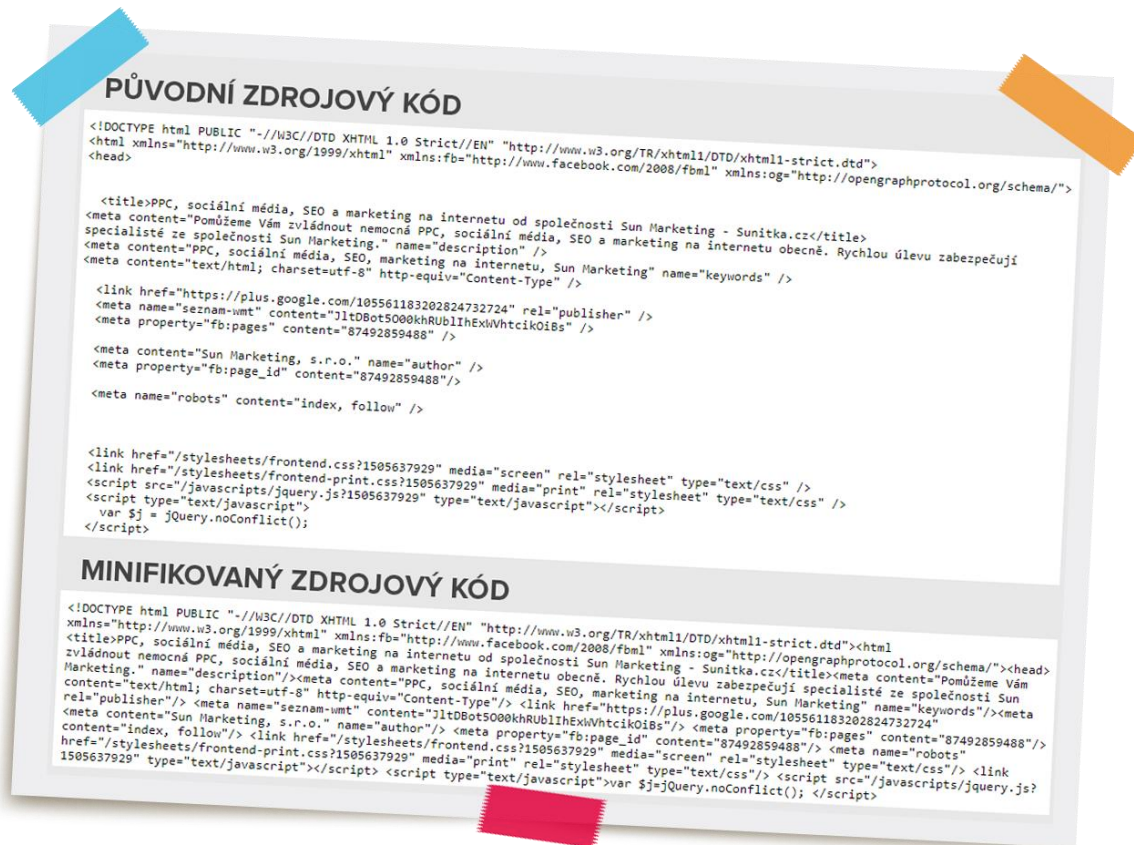 PŮVODNÍ ZDROJOVÝ KÓD
<!DOCTYPE html PUBLIC "-//W3C//DTD XHTML 1.0 Strict//EN" "http://www.w3.org/TR/xhtml1/DTD/xhtml1-strict.dtd">
<html xmlns="http://www.w3.org/1999/xhtml" xmlns:fb="http://www.facebook.com/2008/fbml" xmlns:og="http://opengraphprotocol.org/schema/">
<head>
<title>PPC, sociální média, SEO a marketing na internetu od společnosti Sun Marketing - Sunitka.cz</title>
<meta content="Pomůžeme Vám zvládnout nemocná PPC, sociální média, SEO a marketing na internetu obecně. Rychlou úlevu zabezpečují
specialisté ze společnosti Sun Marketing." name="description" />
<meta content="PPC, sociální média, SEO, marketing na internetu, Sun Marketing" name="keywords" />
<meta content="text/html; charset=utf-8" http-equiv="Content-Type" />
<link href="https://plus.google.com/105561183202824732724" rel="publisher" />
<meta name="seznam-wmt" content="JltDBot5O00khRUblIhExWVhtcikOiBs" />
<meta property="fb:pages" content="87492859488" />
<meta content="Sun Marketing, s.r.o." name="author" />
<meta property="fb:page_id" content="87492859488"/>
<meta name="robots" content="index, follow" />
<link href="/stylesheets/frontend.css?1505637929" media="screen" rel="stylesheet" type="text/css" />
<link href="/stylesheets/frontend-print.css?1505637929" media="print" rel="stylesheet" type="text/css" />
<script src="/javascripts/jquery.js?1505637929" type="text/javascript"></script>
<script type="text/javascript">
var $j = jQuery.noConflict();
</script>
MINIFIKOVANÝ ZDROJOVÝ KÓD
<!DOCTYPE html PUBLIC "-//W3C//DTD XHTML 1.0 Strict//EN" "http://www.w3.org/TR/xhtml1/DTD/xhtml1-strict.dtd"><html
xmlns="http://www.w3.org/1999/xhtml" xmlns:fb="http://www.facebook.com/2008/fbml" xmlns:og="http://opengraphprotocol.org/schema/"><head>
<title>PPC, sociální média, SEO a marketing na internetu od společnosti Sun Marketing - Sunitka.cz</title><meta content="Pomůžeme Vám
zvládnout nemocná PPC, sociální média, SEO a marketing na internetu obecně. Rychlou úlevu zabezpečují specialisté ze společnosti Sun
Marketing." name="description"/><meta content="PPC, sociální média, SEO, marketing na internetu, Sun Marketing" name="keywords"/><meta
content="text/html; charset=utf-8" http-equiv="Content-Type"/> <link href="https://plus.google.com/105561183202824732724"
rel="publisher"/> <meta name="seznam-wmt" content="JltDBot5O00khRUblIhExWVhtcikOiBs"/> <meta property="fb:pages" content="87492859488"/>
<meta content="Sun Marketing, s.r.o." name="author"/> <meta property="fb:page_id" content="87492859488"/> <meta name="robots"
content="index, follow"/> <link href="/stylesheets/frontend.css?1505637929" media="screen" rel="stylesheet" type="text/css"/> <link
href="/stylesheets/frontend-print.css?1505637929" media="print" rel="stylesheet" type="text/css"/> <script src="/javascripts/jquery.js?
1505637929" type="text/javascript"></script> <script type="text/javascript">var $j=jQuery.noConflict(); </script>